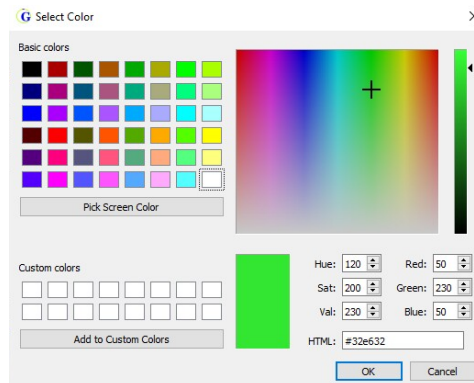 G Select Color
Basic colors
Pick Screen Color
Custom colors
Add to Custom Colors
Hue: 120 Red: 50
Sat: 200 Green: 230
Val: 230 Blue: 50
HTML: #32e632
OK Cancel